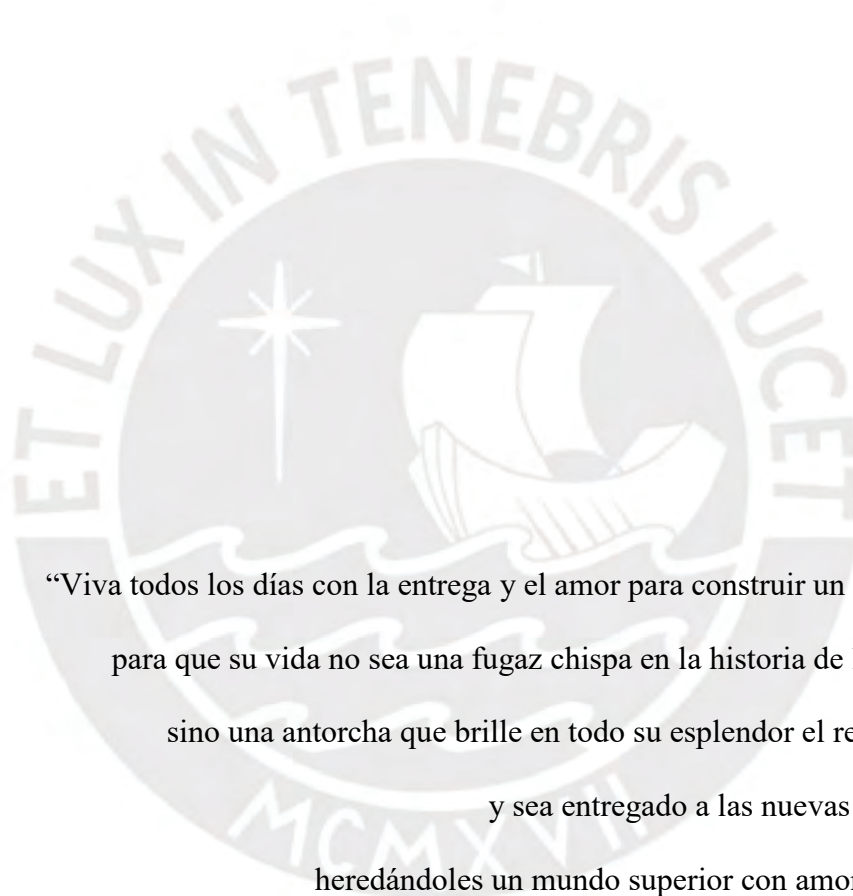 ET LUX IN TENEBRIS LUCET
“Viva todos los días con la entrega y el amor para construir un
para que su vida no sea una fugaz chispa en la historia de
sino una antorcha que brille en todo su esplendor el
y sea entregado a las nuevas
heredándoles un mundo superior con
MCMXVII